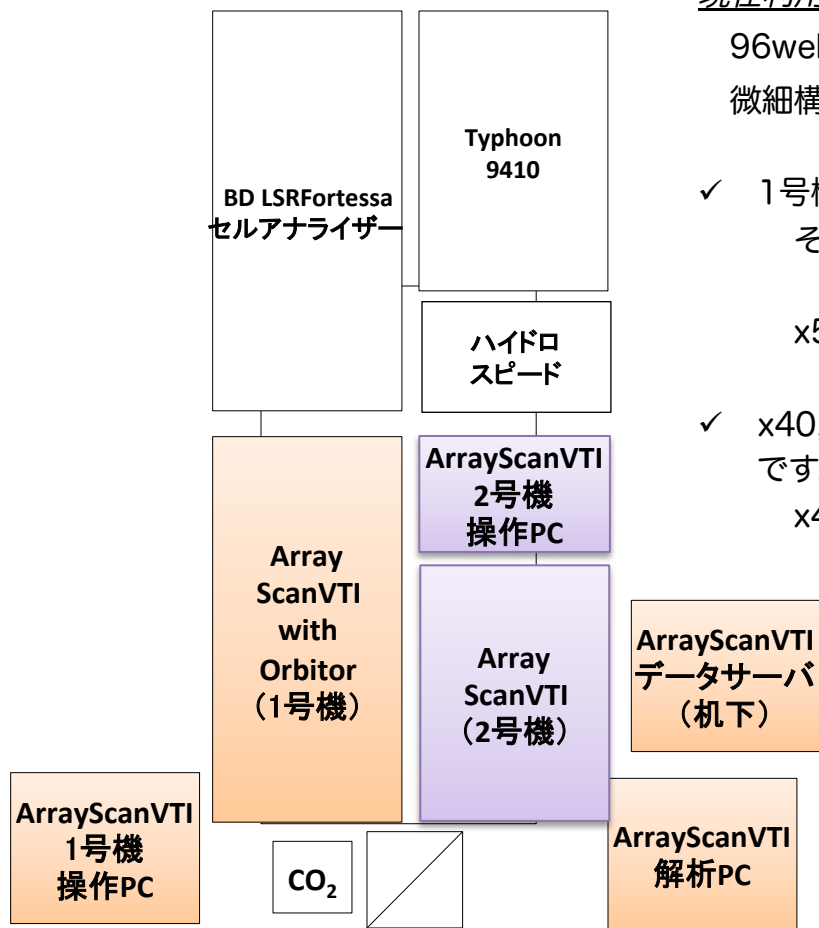 BD LSRFortessa
セルアナライザー
Typhoon
9410
ハイドロ
スピード
ArrayScanVTI
2号機
操作PC
Array
ScanVTI
with
Orbitor
(1号機)
Array
ScanVTI
(2号機)
ArrayScanVTI
データサーバ
(机下)
ArrayScanVTI
1号機
操作PC
CO₂
ArrayScanVTI
解析PC
96wel
微細構
✓ 1号機
そ
x5
✓ x40
です
x4